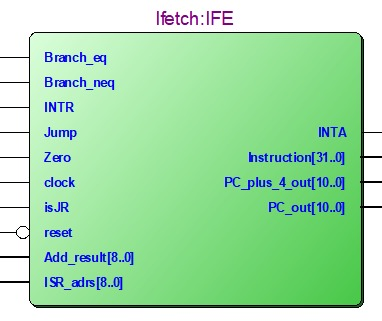 Ifetch:IFE
Branch_eq
Branch_neq
INTR
Jump
Zero
clock
isJR
reset
Add_result[8..0]
ISR_adrs[8..0]
INTA
Instruction[31..0]
PC_plus_4_out[10..0]
PC_out[10..0]